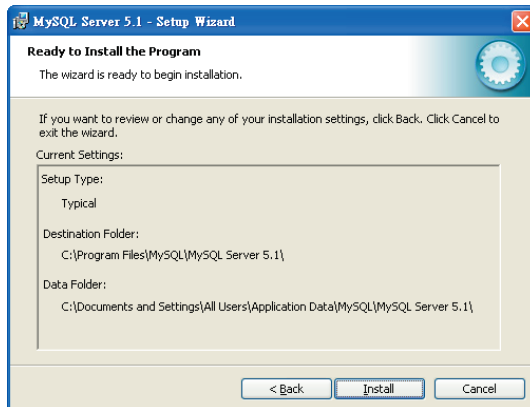 MySQL Server 5.1 - Setup Wizard
Ready to Install the Program
The wizard is ready to begin installation.
If you want to review or change any of your installation settings, click Back. Click Cancel to
exit the wizard.
Current Settings:
Setup Type:
Typical
Destination Folder:
C:\Program Files\MySQL\MySQL Server 5.1\
Data Folder:
C:\Documents and Settings\All Users\Application Data\MySQL\MySQL Server 5.1\
< Back Install Cancel